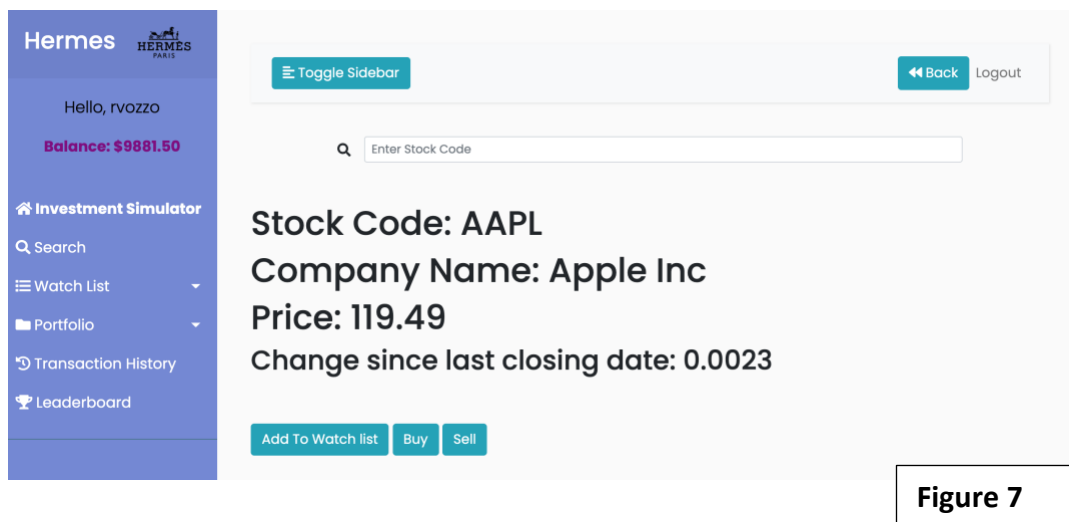 Hermes
HERMÈS
PARIS
Hello, rvozzo
Balance: $9881.50
Investment Simulator
Search
Watch List
Portfolio
Transaction History
Leaderboard
Toggle Sidebar
Back Logout
Enter Stock Code
Stock Code: AAPL
Company Name: Apple Inc
Price: 119.49
Change since last closing date: 0.0023
Add To Watch list Buy Sell
Figure 7